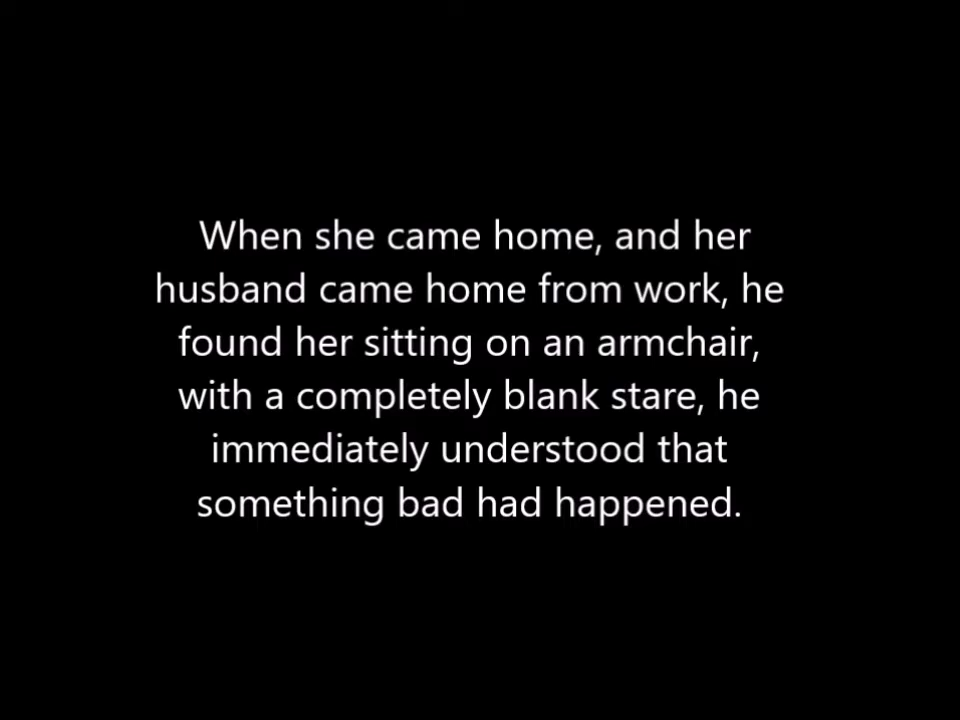 When she came home, and her
husband came home from work, he
found her sitting on an armchair,
with a completely blank stare, he
immediately understood that
something bad had happened.